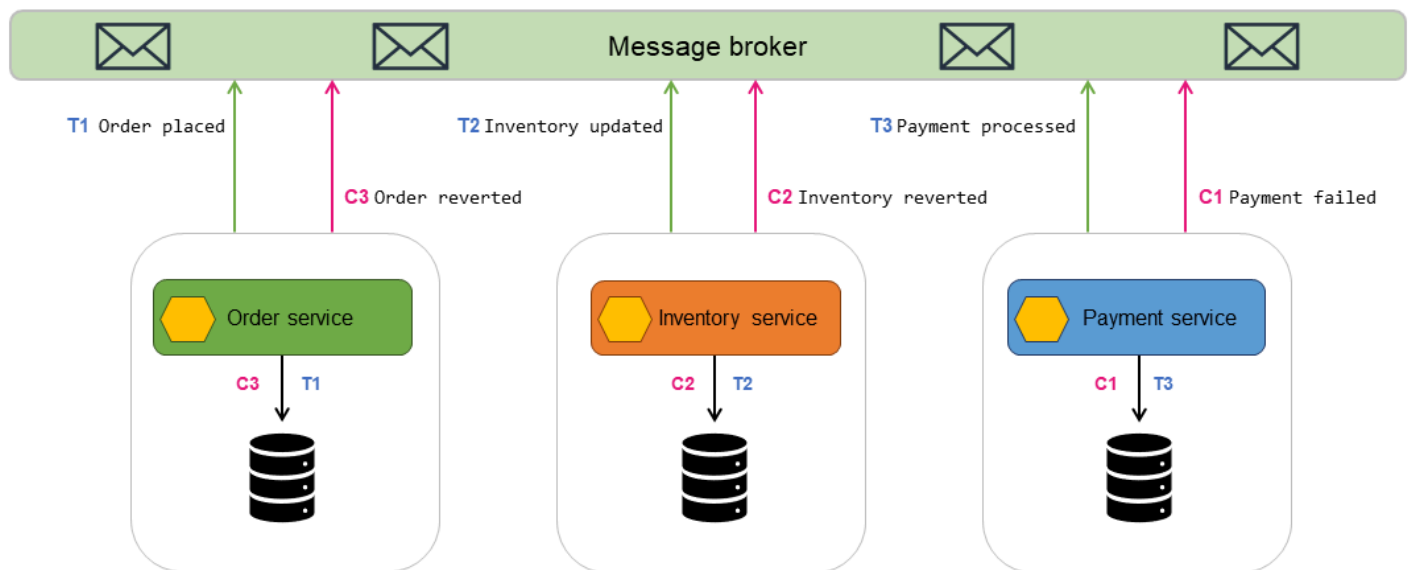 Message broker
T1 Order placed
T2 Inventory updated
T3 Payment processed
C3 Order reverted
C2 Inventory reverted
C1 Payment failed
Order service
Inventory service
Payment service
C3 T1
C2 T2
C1 T3